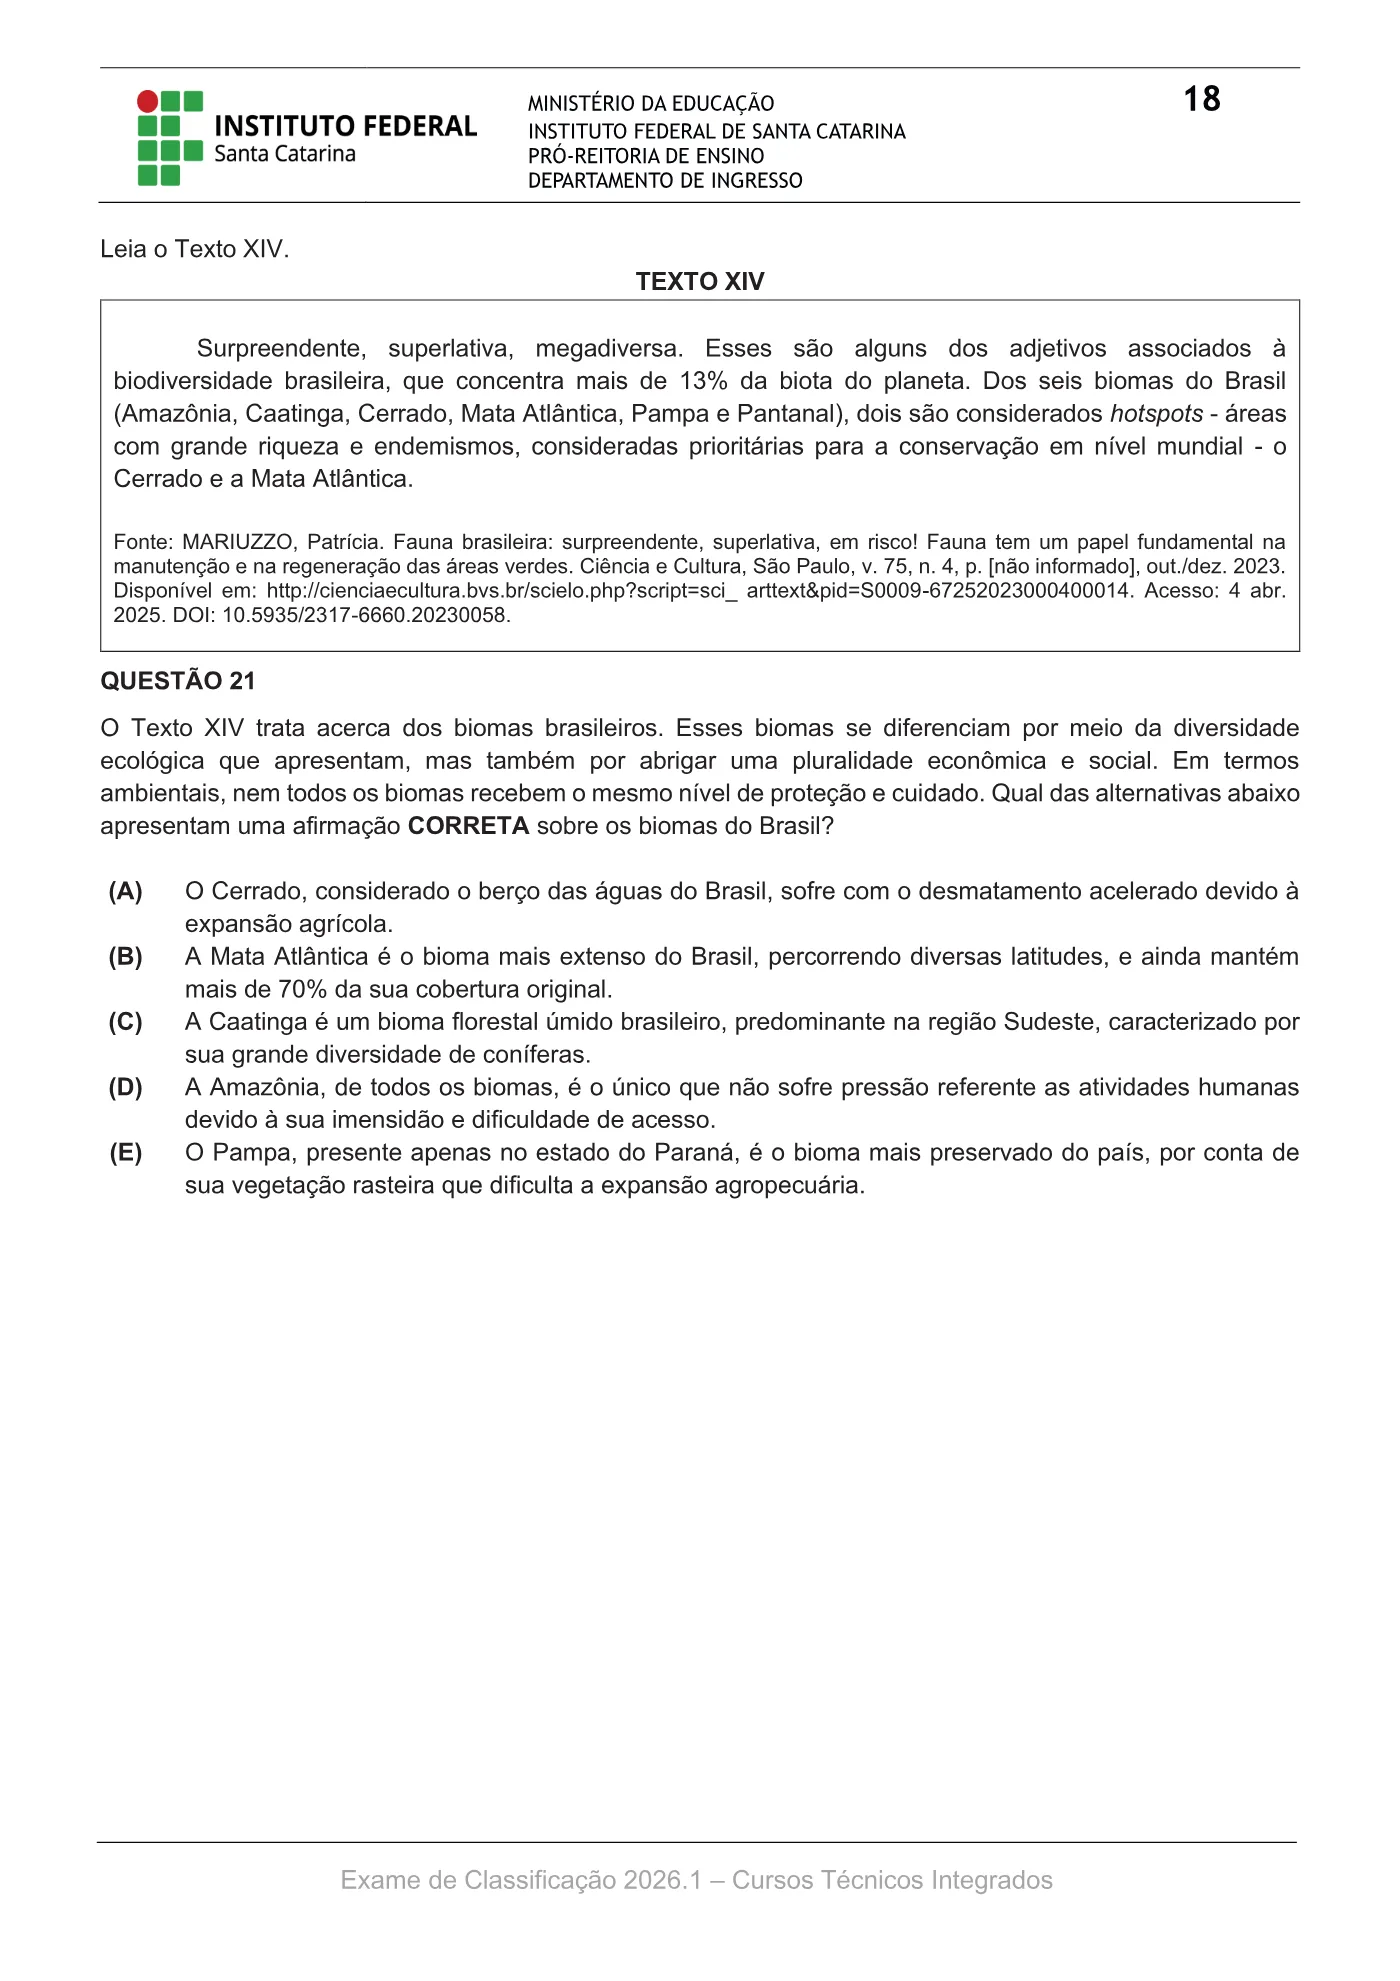 18
INSTITUTO FEDERAL
Santa Catarina
MINISTÉRIO DA EDUCAÇÃO
INSTITUTO FEDERAL DE SANTA CATARINA
PRÓ-REITORIA DE ENSINO
DEPARTAMENTO DE INGRESSO
Leia o Texto XIV.
TEXTO XIV
Surpreendente, superlativa, megadiversa. Esses são alguns dos adjetivos associados à
biodiversidade brasileira, que concentra mais de 13% da biota do planeta. Dos seis biomas do Brasil
(Amazônia, Caatinga, Cerrado, Mata Atlântica, Pampa e Pantanal), dois são considerados hotspots - áreas
com grande riqueza e endemismos, consideradas prioritárias para a conservação em nível mundial - o
Cerrado e a Mata Atlântica.
Fonte: MARIUZZO, Patrícia. Fauna brasileira: surpreendente, superlativa, em risco! Fauna tem um papel fundamental na
manutenção e na regeneração das áreas verdes. Ciência e Cultura, São Paulo, v. 75, n. 4, p. [não informado], out./dez. 2023.
Disponível em: http://cienciaecultura.bvs.br/scielo.php?script=sci_ arttext&pid=S0009-67252023000400014. Acesso: 4 abr.
2025. DOI: 10.5935/2317-6660.20230058.
QUESTÃO 21
O Texto XIV trata acerca dos biomas brasileiros. Esses biomas se diferenciam por meio da diversidade
ecológica que apresentam, mas também por abrigar uma pluralidade econômica e social. Em termos
ambientais, nem todos os biomas recebem o mesmo nível de proteção e cuidado. Qual das alternativas abaixo
apresentam uma afirmação CORRETA sobre os biomas do Brasil?
(A) O Cerrado, considerado o berço das águas do Brasil, sofre com o desmatamento acelerado devido à
expansão agrícola.
(B) A Mata Atlântica é o bioma mais extenso do Brasil, percorrendo diversas latitudes, e ainda mantém
mais de 70% da sua cobertura original.
(C) A Caatinga é um bioma florestal úmido brasileiro, predominante na região Sudeste, caracterizado por
sua grande diversidade de coníferas.
(D) A Amazônia, de todos os biomas, é o único que não sofre pressão referente as atividades humanas
devido à sua imensidão e dificuldade de acesso.
(E) O Pampa, presente apenas no estado do Paraná, é o bioma mais preservado do país, por conta de
sua vegetação rasteira que dificulta a expansão agropecuária.
Exame de Classificação 2026.1 – Cursos Técnicos Integrados